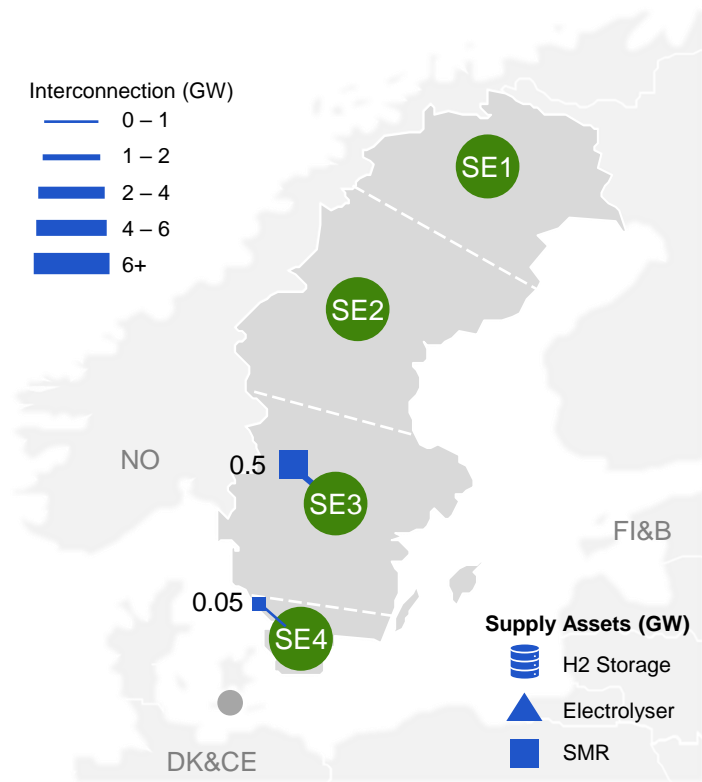 Interconnection (GW)
0 – 1
1 – 2
2 – 4
4 – 6
6+
SE1
SE2
NO
0.5
SE3
FI&B
0.05
SE4
Supply Assets (GW)
H2 Storage
Electrolyser
SMR
DK&CE